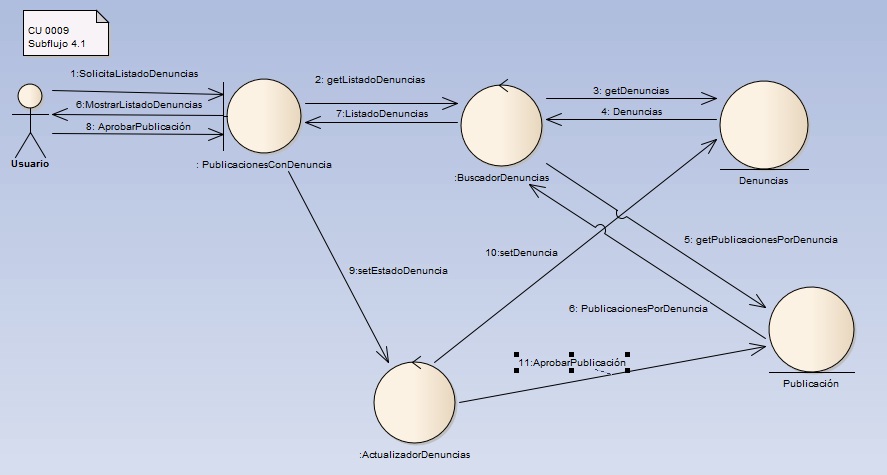 CU 0009
Subflujo 4.1
1:SolicitaListadoDenuncias
6:MostrarListadoDenuncias
8: AprobarPublicación
Usuario
: PublicacionesConDenuncia
2: getListadoDenuncias
7:ListadoDenuncias
:BuscadorDenuncias
3: getDenuncias
4: Denuncias
Denuncias
5: getPublicacionesPorDenuncia
10:setDenuncia
9:setEstadoDenuncia
6: PublicacionesPorDenuncia
11:AprobarPublicación
Publicación
:ActualizadorDenuncias